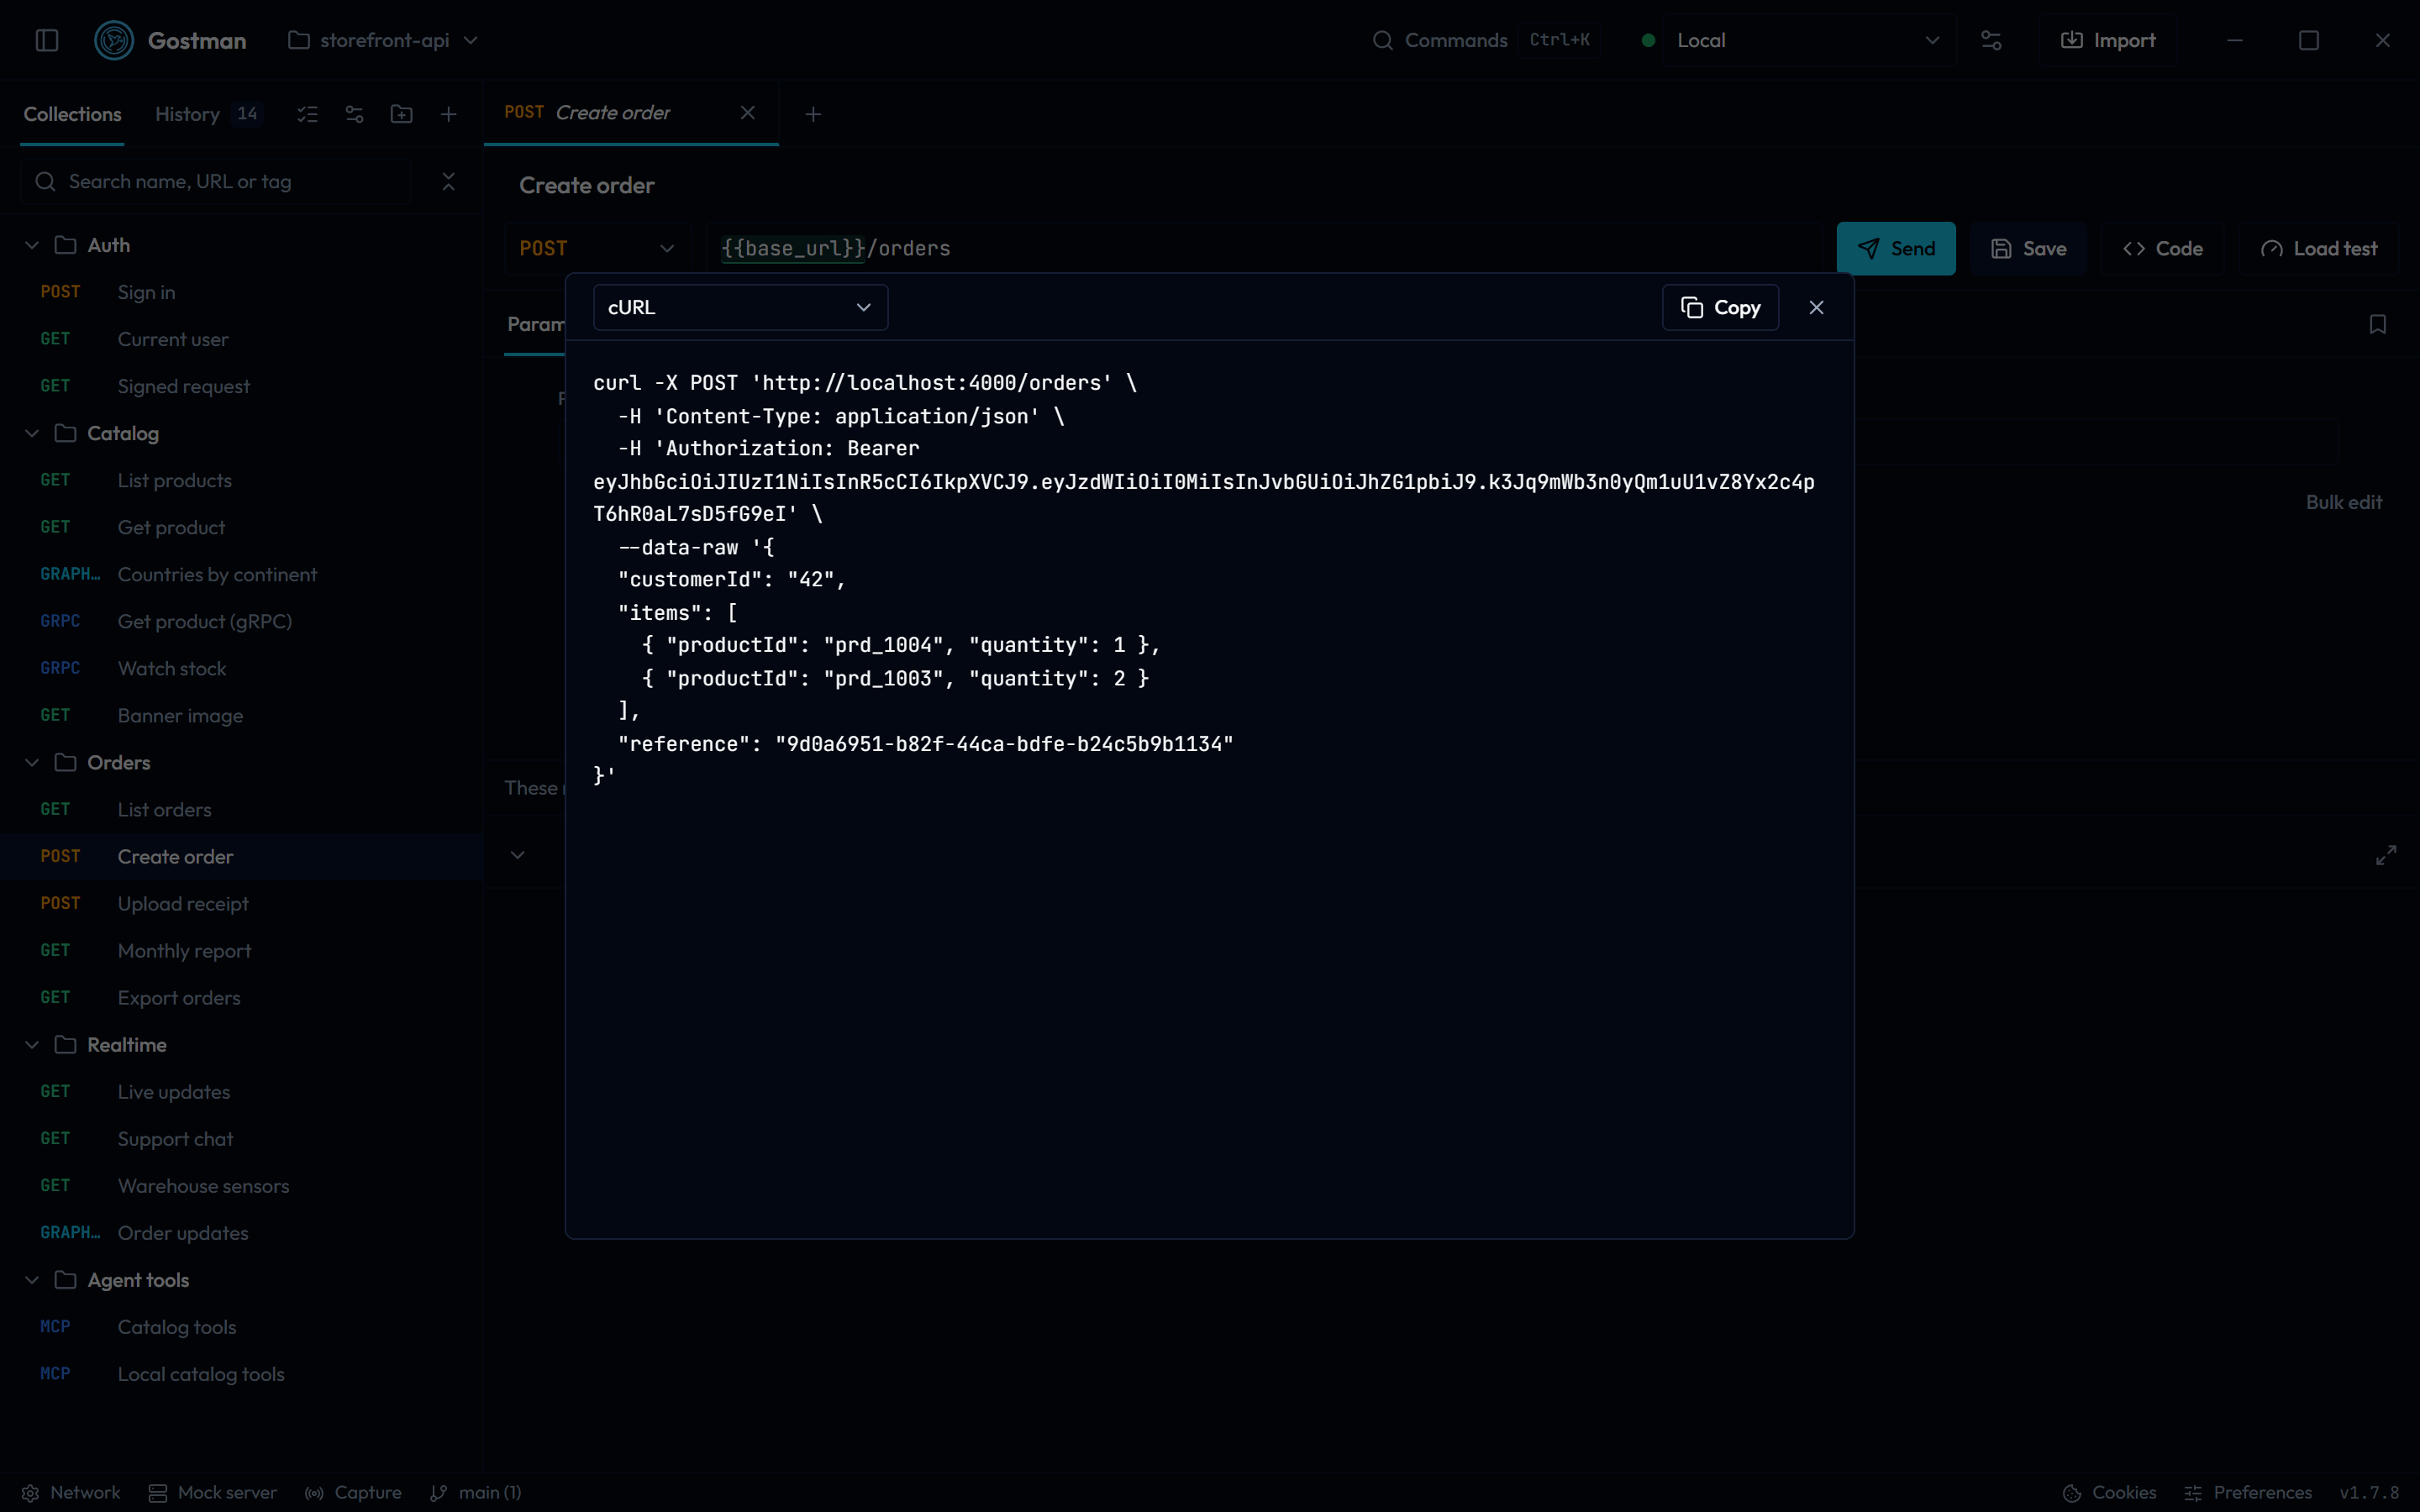 Gostman
storefront-api
Commands Ctrl+K
Local
Import
Collections
History 14
POST Create order
Search name, URL or tag
Create order
POST
{{base_url}}/orders
Send
Save
Code
Load test
Auth
POST Sign in
GET Current user
GET Signed request
Catalog
GET List products
GET Get product
GRAPH… Countries by continent
GRPC Get product (gRPC)
GRPC Watch stock
GET Banner image
Orders
GET List orders
POST Create order
POST Upload receipt
GET Monthly report
GET Export orders
Realtime
GET Live updates
GET Support chat
GET Warehouse sensors
GRAPH… Order updates
Agent tools
MCP Catalog tools
MCP Local catalog tools
Param
Bulk edit
These
cURL
Copy
curl -X POST 'http://localhost:4000/orders' \
-H 'Content-Type: application/json' \
-H 'Authorization: Bearer
eyJhbGciOiJIUzI1NiIsInR5cCI6IkpXVCJ9.eyJzdWIiOiI0MiIsInJvbGUiOiJhZG1pbiJ9.k3Jq9mWb3n0yQm1uU1vZ8Yx2c4p
T6hR0aL7sD5fG9eI' \
--data-raw '{
"customerId": "42",
"items": [
{ "productId": "prd_1004", "quantity": 1 },
{ "productId": "prd_1003", "quantity": 2 }
],
"reference": "9d0a6951-b82f-44ca-bdfe-b24c5b9b1134"
}'
Network
Mock server
Capture
main (1)
Cookies
Preferences
v1.7.8